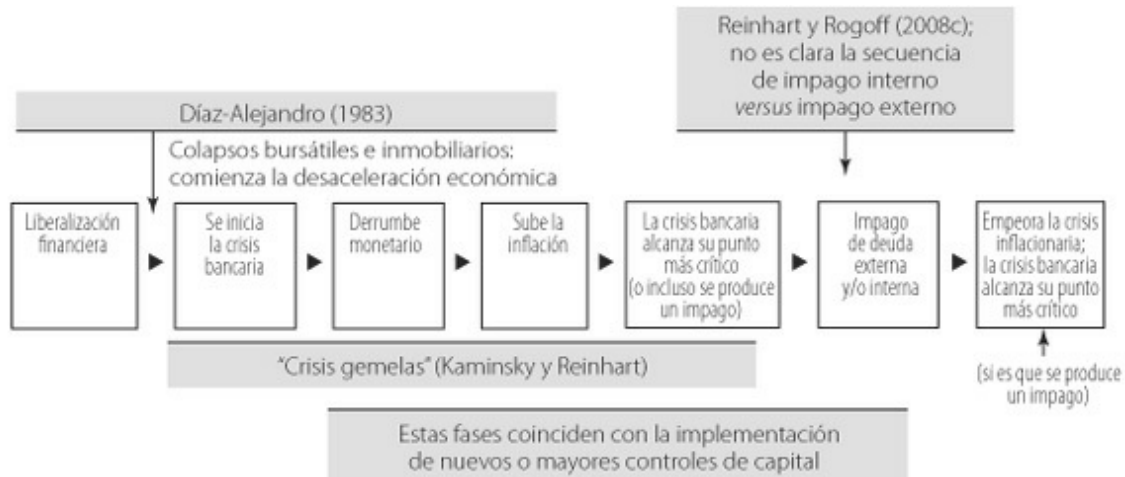 Reinhart y Rogoff (2008c);
no es clara la secuencia
de impago interno
versus impago externo
Díaz-Alejandro (1983)
Colapsos bursátiles e inmobiliarios:
comienza la desaceleración económica
Liberalización
financiera
Se inicia
la crisis
bancaria
Derrumbe
monetario
Sube la
inflación
La crisis bancaria
alcanza su punto
más crítico
(o incluso se produce
un impago)
Impago
de deuda
externa
y/o interna
Empeora la crisis
inflacionaria;
la crisis bancaria
alcanza su punto
más crítico
"Crisis gemelas" (Kaminsky y Reinhart)
(si es que se produce
un impago)
Estas fases coinciden con la implementación
de nuevos o mayores controles de capital